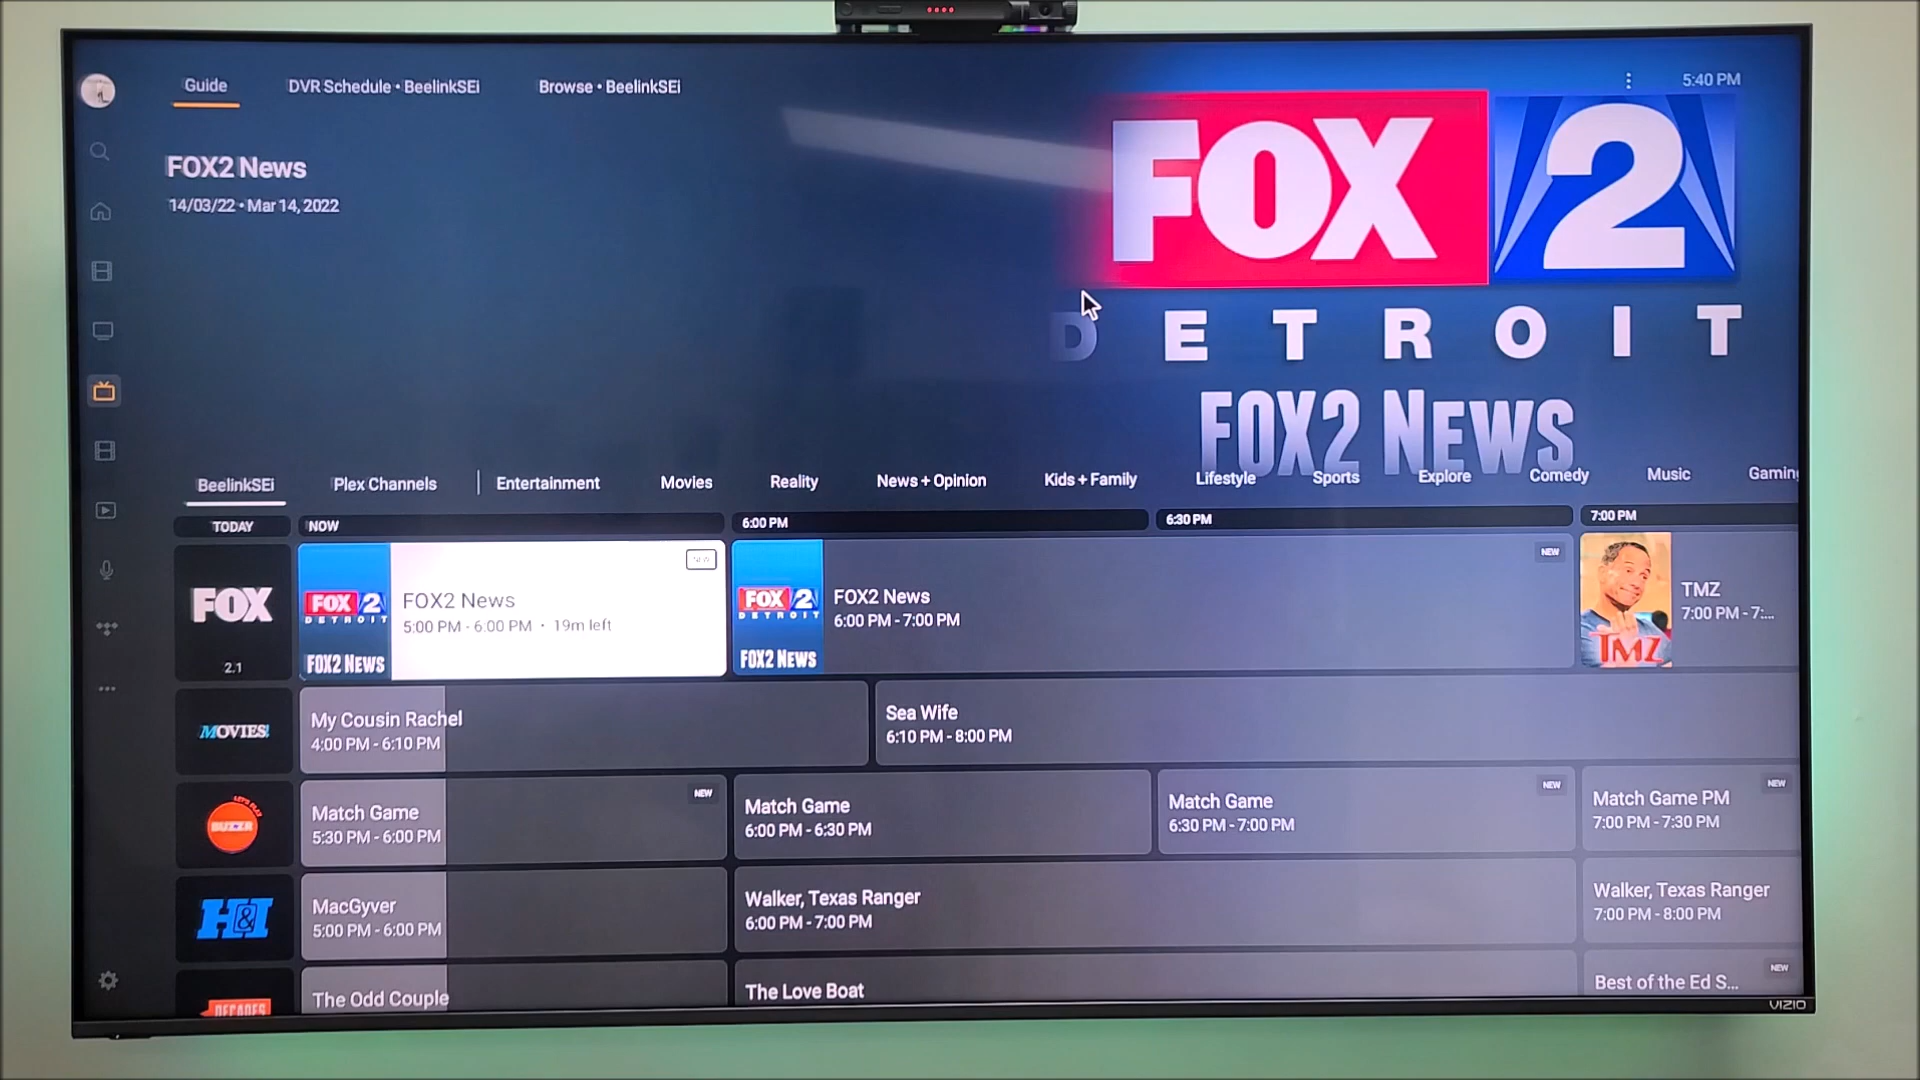 Guide
DVR Schedule • BeelinkSEi
Browse • BeelinkSEi
5:40 PM
FOX2 News
14/03/22 • Mar 14, 2022
FOX 2
DETROIT
FOX2 NEWS
BeelinkSEi
Plex Channels
Entertainment
Movies
Reality
News + Opinion
Kids + Family
Lifestyle
Sports
Explore
Comedy
Music
Gaming
TODAY
NOW
6:00 PM
6:30 PM
7:00 PM
FOX
2.1
FOX 2
DETROIT
FOX2 NEWS
FOX2 News
5:00 PM - 6:00 PM • 19m left
NEW
FOX 2
DETROIT
FOX2 NEWS
FOX2 News
6:00 PM - 7:00 PM
NEW
TMZ
TMZ
7:00 PM - 7:...
MOVIES!
My Cousin Rachel
4:00 PM - 6:10 PM
Sea Wife
6:10 PM - 8:00 PM
LET'S PLAY
BUZZR
Match Game
5:30 PM - 6:00 PM
NEW
Match Game
6:00 PM - 6:30 PM
Match Game
6:30 PM - 7:00 PM
NEW
Match Game PM
7:00 PM - 7:30 PM
NEW
H&I
MacGyver
5:00 PM - 6:00 PM
Walker, Texas Ranger
6:00 PM - 7:00 PM
Walker, Texas Ranger
7:00 PM - 8:00 PM
DECADES
The Odd Couple
The Love Boat
Best of the Ed S...
NEW
VIZIO